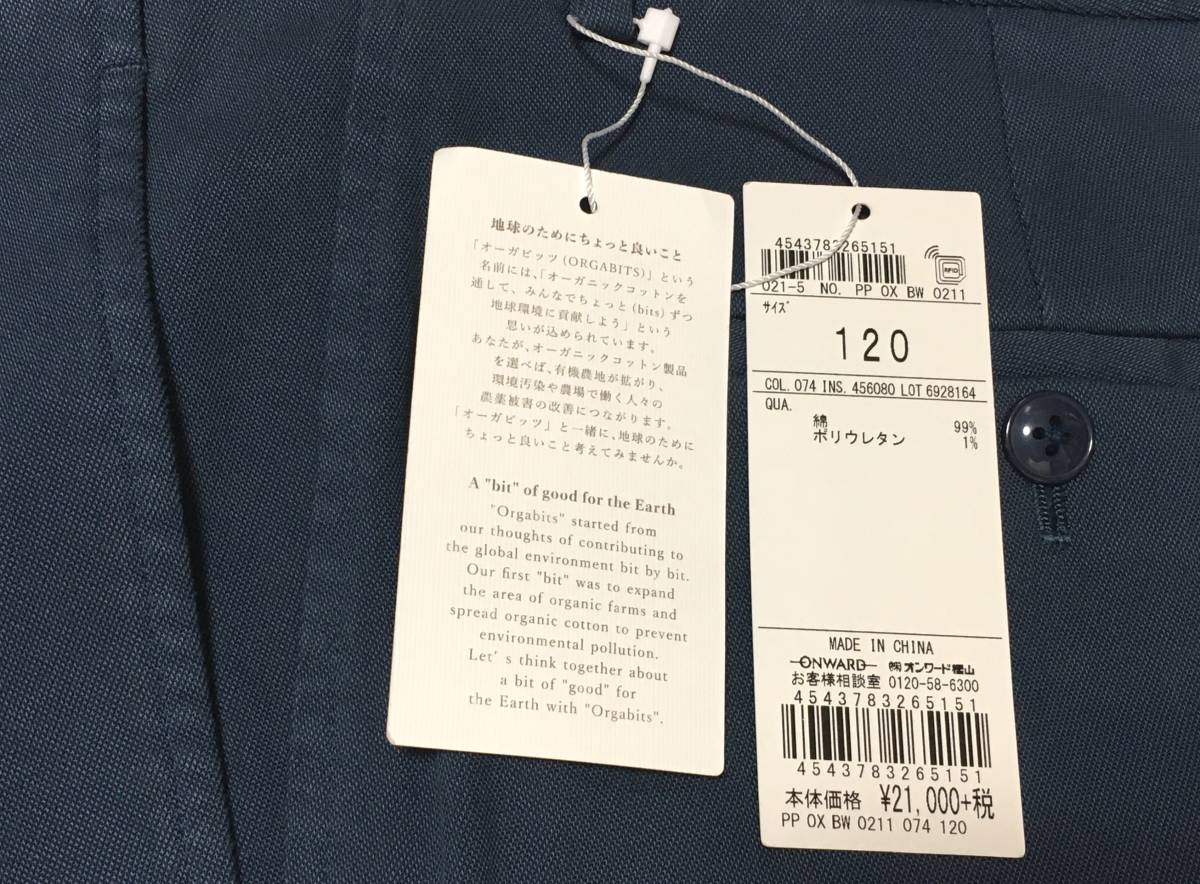 地球のためにちょっと良いこと
「オーガビッツ(ORGABITS)」という
名前には、「オーガニックコットンを
通して、みんなでちょっと(bits)ずつ
地球環境に貢献しよう」という
思いが込められています。
あなたが、オーガニックコットン製品
を選べば、有機農地が拡がり、
環境汚染や農場で働く人々の
農薬被害の改善につながります。
「オーガビッツ」と一緒に、地球のために
ちょっと良いこと考えてみませんか。
A "bit" of good for the Earth
"Orgabits" started from
our thoughts of contributing to
the global environment bit by bit.
Our first "bit" was to expand
the area of organic farms and
spread organic cotton to prevent
environmental pollution.
Let's think together about
a bit of "good" for
the Earth with "Orgabits".
4543783265151
RFID
021-5 NO. PP OX BW 0211
サイズ
120
COL. 074 INS. 456080 LOT 6928164
QUA.
綿 99%
ポリウレタン 1%
MADE IN CHINA
ONWARD ㈱オンワード樫山
お客様相談室 0120-58-6300
4543783265151
4543783265151
本体価格 ¥21,000+税
PP OX BW 0211 074 120